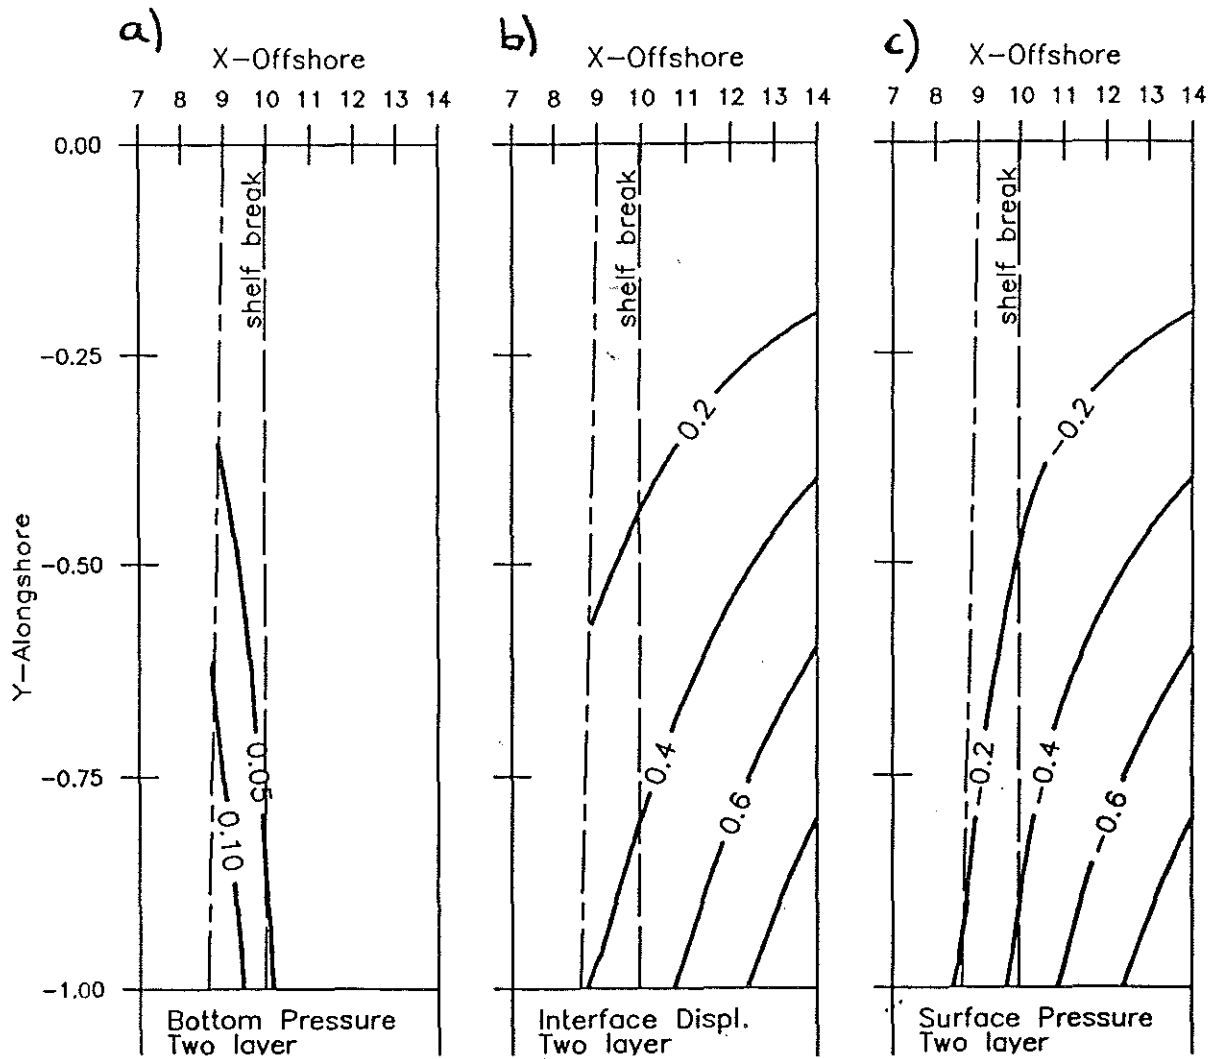 a)
X-Offshore
7 8 9 10 11 12 13 14
0.00
-0.25
-0.50
-0.75
-1.00
Y-Alongshore
shelf break
0.05
0.10
Bottom Pressure
Two layer
b)
X-Offshore
7 8 9 10 11 12 13 14
shelf break
0.2
0.4
0.6
Interface Displ.
Two layer
c)
X-Offshore
7 8 9 10 11 12 13 14
shelf break
-0.2
-0.2
-0.4
-0.6
Surface Pressure
Two layer